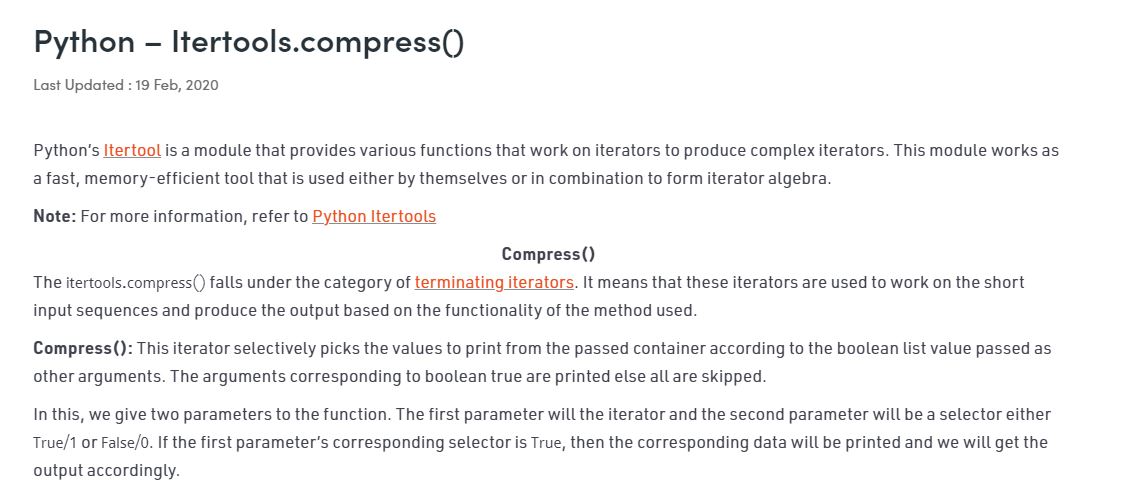 Python – Itertools.compress()
Last Updated : 19 Feb, 2020
Python's Itertool is a module that provides various functions that work on iterators to produce complex iterators. This module works as
a fast, memory-efficient tool that is used either by themselves or in combination to form iterator algebra.
Note: For more information, refer to Python Itertools
Compress()
The itertools.compress() falls under the category of terminating iterators. It means that these iterators are used to work on the short
input sequences and produce the output based on the functionality of the method used.
Compress(): This iterator selectively picks the values to print from the passed container according to the boolean list value passed as
other arguments. The arguments corresponding to boolean true are printed else all are skipped.
In this, we give two parameters to the function. The first parameter will the iterator and the second parameter will be a selector either
True/1 or False/0. If the first parameter's corresponding selector is True, then the corresponding data will be printed and we will get the
output accordingly.